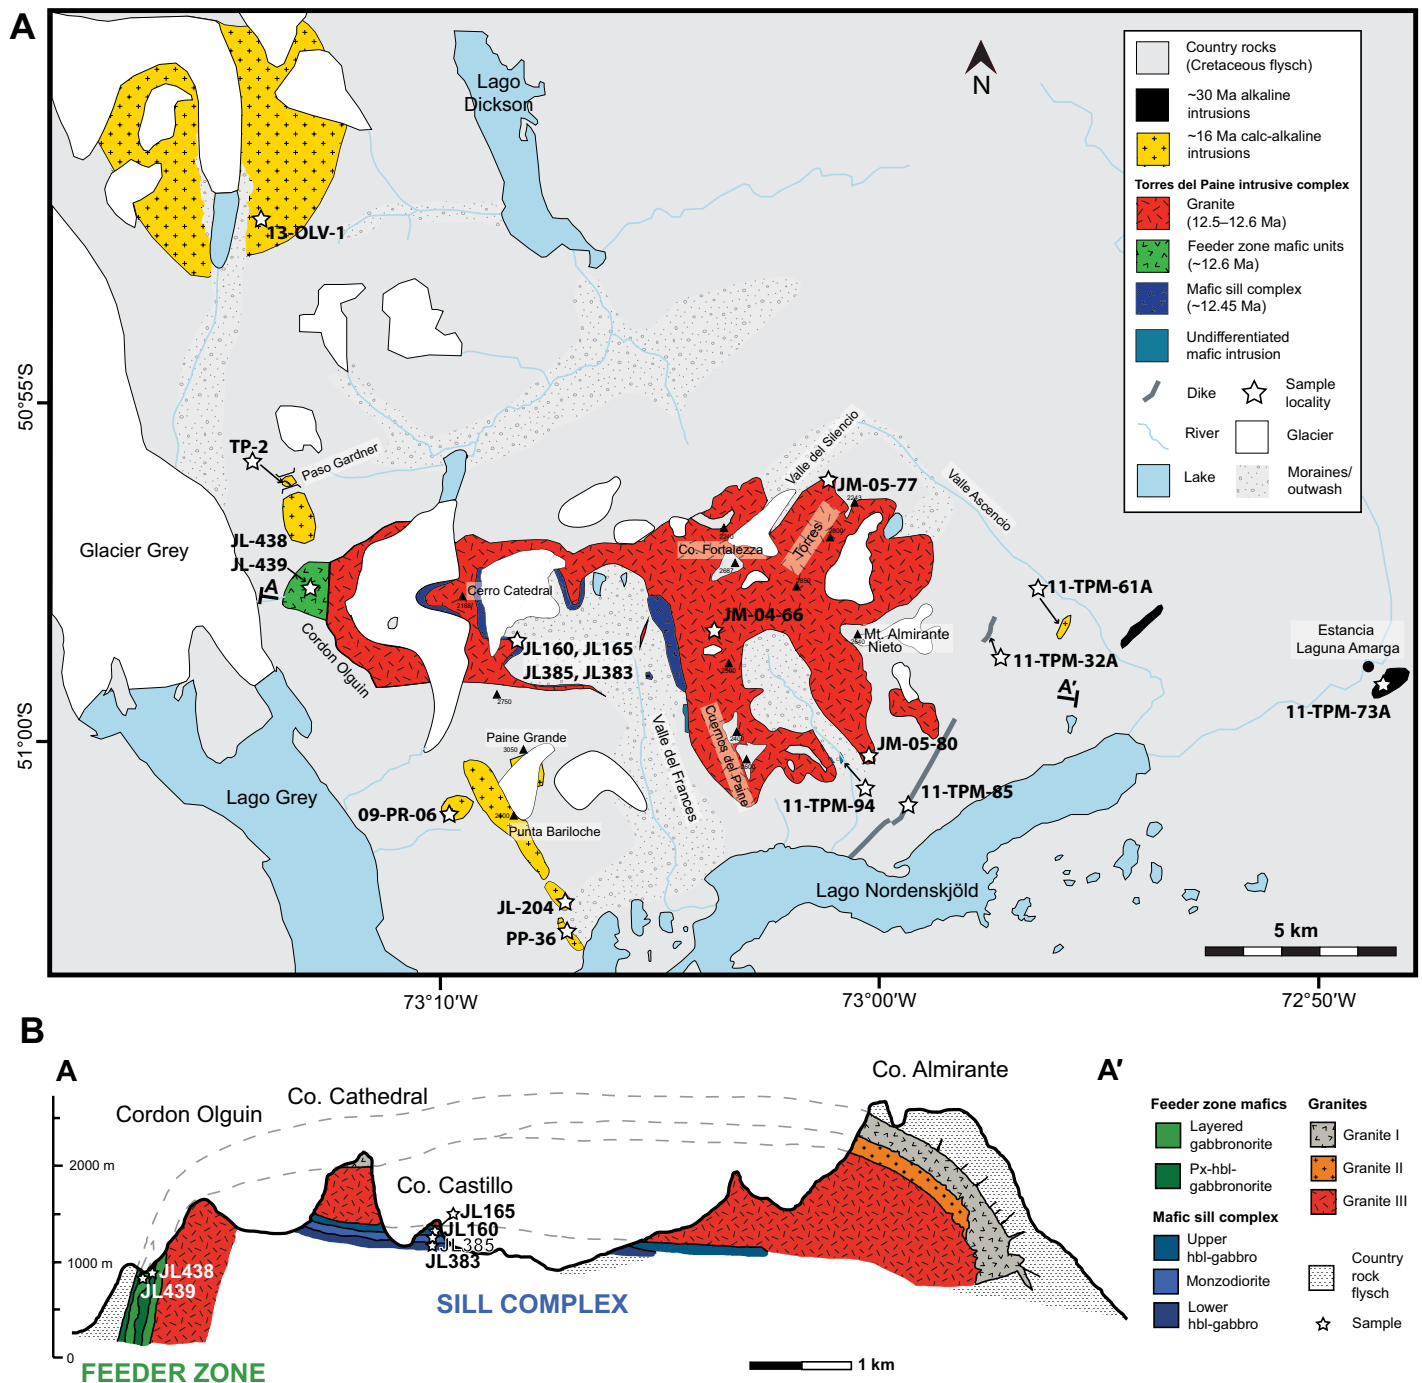 A
Lago
Dickson
N
13-OLV-1
Country rocks
(Cretaceous flysch)
~30 Ma alkaline
intrusions
~16 Ma calc-alkaline
intrusions
Torres del Paine intrusive complex
Granite
(12.5–12.6 Ma)
Feeder zone mafic units
(~12.6 Ma)
Mafic sill complex
(~12.45 Ma)
Undifferentiated
mafic intrusion
Dike
Sample
locality
River
Glacier
Lake
Moraines/
outwash
50°55'S
51°00'S
TP-2
Paso Gardner
Valle del Silencio
Valle Ascencio
JM-05-77
2243
Torres
Co. Fortalezza
2687
2850
Glacier Grey
JL-438
JL-439
A
Cordon Olguin
Cerro Catedral
2168
JL160, JL165
JL385, JL383
2750
JM-04-66
Mt. Almirante
Nieto
2640
11-TPM-61A
11-TPM-32A
A'
Estancia
Laguna Amarga
11-TPM-73A
Paine Grande
3050
Cuernos del Paine
Valle del Frances
JM-05-80
11-TPM-94
11-TPM-85
Lago Grey
09-PR-06
Punta Bariloche
JL-204
PP-36
Lago Nordenskjöld
5 km
73°10'W
73°00'W
72°50'W
B
A
A'
Cordon Olguin
Co. Cathedral
Co. Castillo
Co. Almirante
2000 m
1000 m
0
JL165
JL160
JL385
JL383
JL438
JL439
SILL COMPLEX
FEEDER ZONE
1 km
Feeder zone mafics
Layered
gabbronorite
Px-hbl-
gabbronorite
Mafic sill complex
Upper
hbl-gabbro
Monzodiorite
Lower
hbl-gabbro
Granites
Granite I
Granite II
Granite III
Country
rock
flysch
Sample